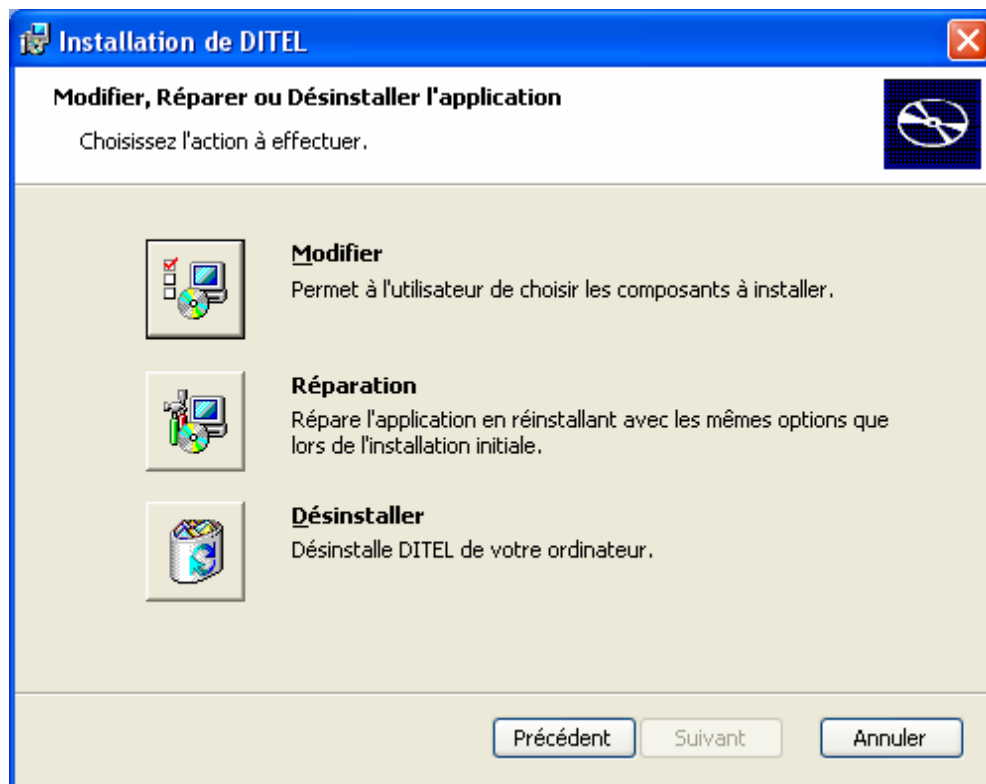 Installation de DITEL
Modifier, Réparer ou Désinstaller l'application
Choisissez l'action à effectuer.
Modifier
Permet à l'utilisateur de choisir les composants à installer.
Réparation
Répare l'application en réinstallant avec les mêmes options que
lors de l'installation initiale.
Désinstaller
Désinstalle DITEL de votre ordinateur.
Précédent
Suivant
Annuler